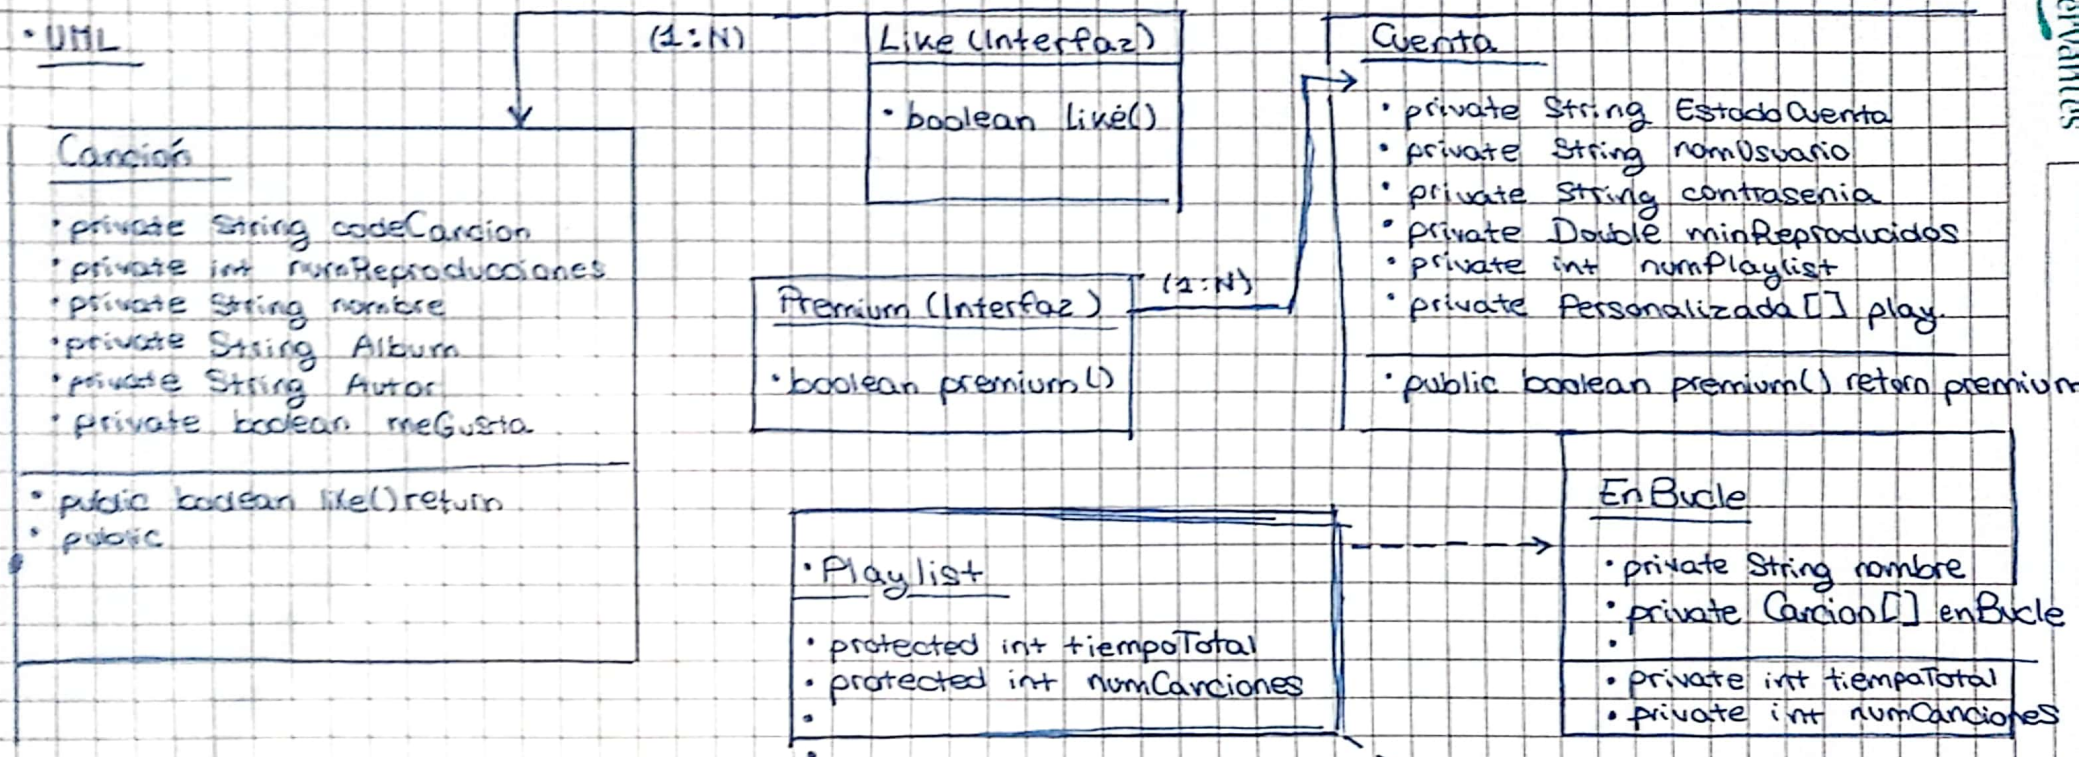 · UML
(1:N)
Like (Interfaz)
· boolean like()
Canción
· private String codeCancion
· private int numReproducciones
· private String nombre
· private String Album
· private String Autor
· private boolean meGusta
· public boolean like() return
· public
Cuenta
· private String EstadoCuenta
· private String nomUsuario
· private String contrasenia
· private Double minReproducidos
· private int numPlaylist
· private Personalizada [] play
· public boolean premium() retorn premium
Premium (Interfaz)
(1:N)
· boolean premium()
· Playlist
· protected int tiempoTotal
· protected int numCanciones
·
En Bucle
· private String nombre
· private Cancion[] enBucle
·
· private int tiempoTotal
· private int numCanciones